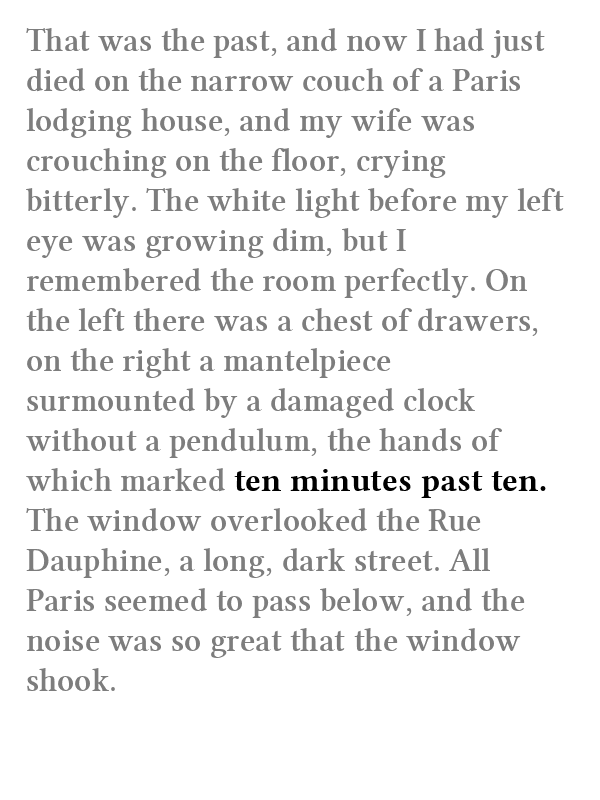 That was the past, and now I had just
died on the narrow couch of a Paris
lodging house, and my wife was
crouching on the floor, crying
bitterly. The white light before my left
eye was growing dim, but I
remembered the room perfectly. On
the left there was a chest of drawers,
on the right a mantelpiece
surmounted by a damaged clock
without a pendulum, the hands of
which marked ten minutes past ten.
The window overlooked the Rue
Dauphine, a long, dark street. All
Paris seemed to pass below, and the
noise was so great that the window
shook.